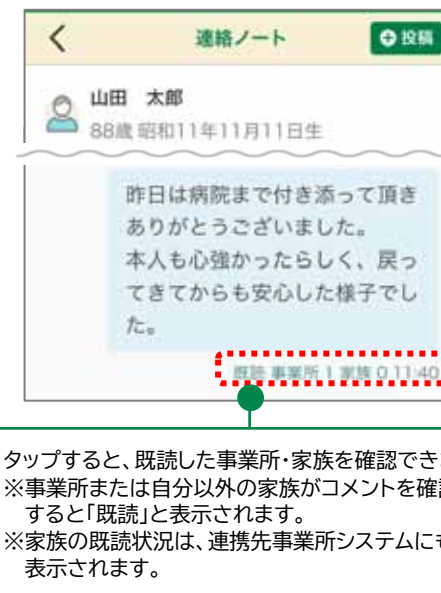 連絡ノート
投稿
山田 太郎
88歳 昭和11年11月11日生
昨日は病院まで付き添って頂き
ありがとうございました。
本人も心強かったらしく、戻っ
てきてからも安心した様子でし
た。
既読 事業所 1 家族 0 11:40
タップすると、既読した事業所・家族を確認でき
※事業所または自分以外の家族がコメントを確認
すると「既読」と表示されます。
※家族の既読状況は、連携先事業所システムにも
表示されます。